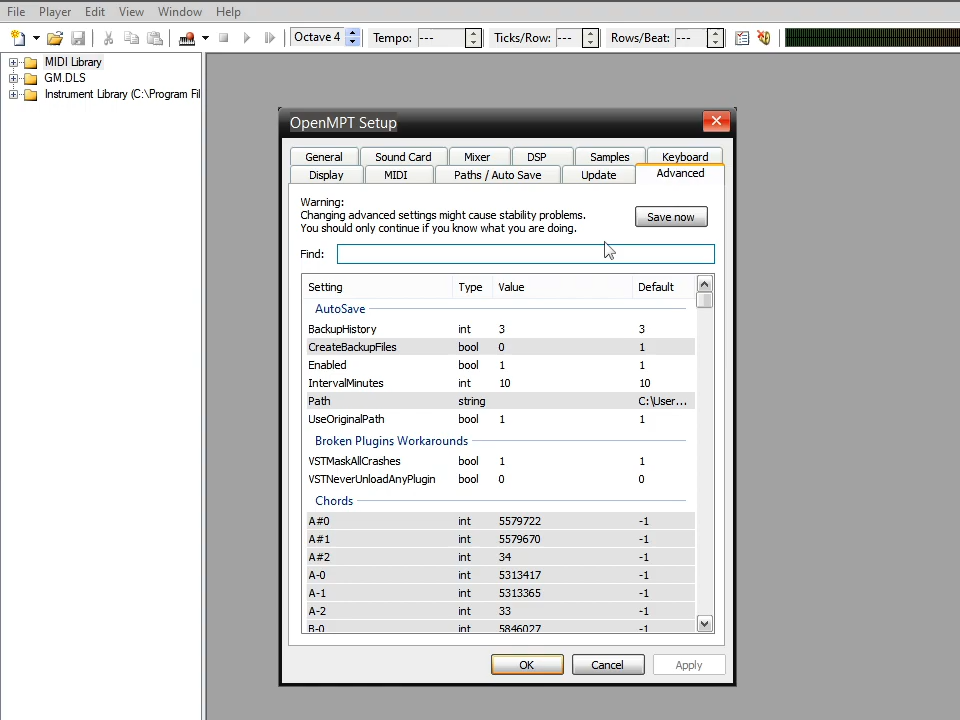 File Player Edit View Window Help
Octave 4 Tempo: --- Ticks/Row: --- Rows/Beat: ---
MIDI Library
GM.DLS
Instrument Library (C:\Program Fil
OpenMPT Setup
General Sound Card Mixer DSP Samples Keyboard
Display MIDI Paths / Auto Save Update Advanced
Warning:
Changing advanced settings might cause stability problems.
You should only continue if you know what you are doing.
Save now
Find:
Setting Type Value Default
AutoSave
BackupHistory int 3 3
CreateBackupFiles bool 0 1
Enabled bool 1 1
IntervalMinutes int 10 10
Path string C:\User...
UseOriginalPath bool 1 1
Broken Plugins Workarounds
VSTMaskAllCrashes bool 1 1
VSTNeverUnloadAnyPlugin bool 0 0
Chords
A#0 int 5579722 -1
A#1 int 5579670 -1
A#2 int 34 -1
A-0 int 5313417 -1
A-1 int 5313365 -1
A-2 int 33 -1
B-0 int 5846027 -1
OK Cancel Apply